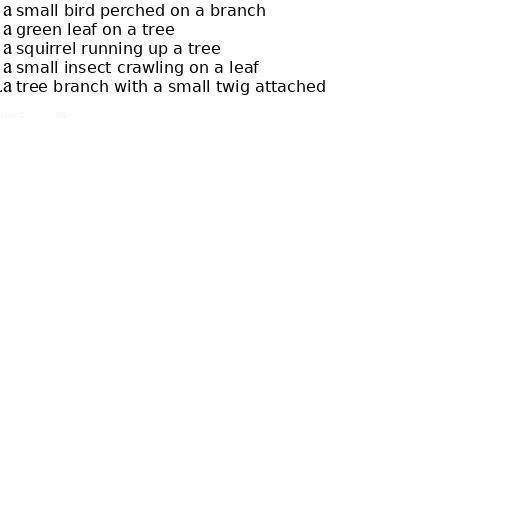 a small bird perched on a branch
a green leaf on a tree
a squirrel running up a tree
a small insect crawling on a leaf
.a tree branch with a small twig attached